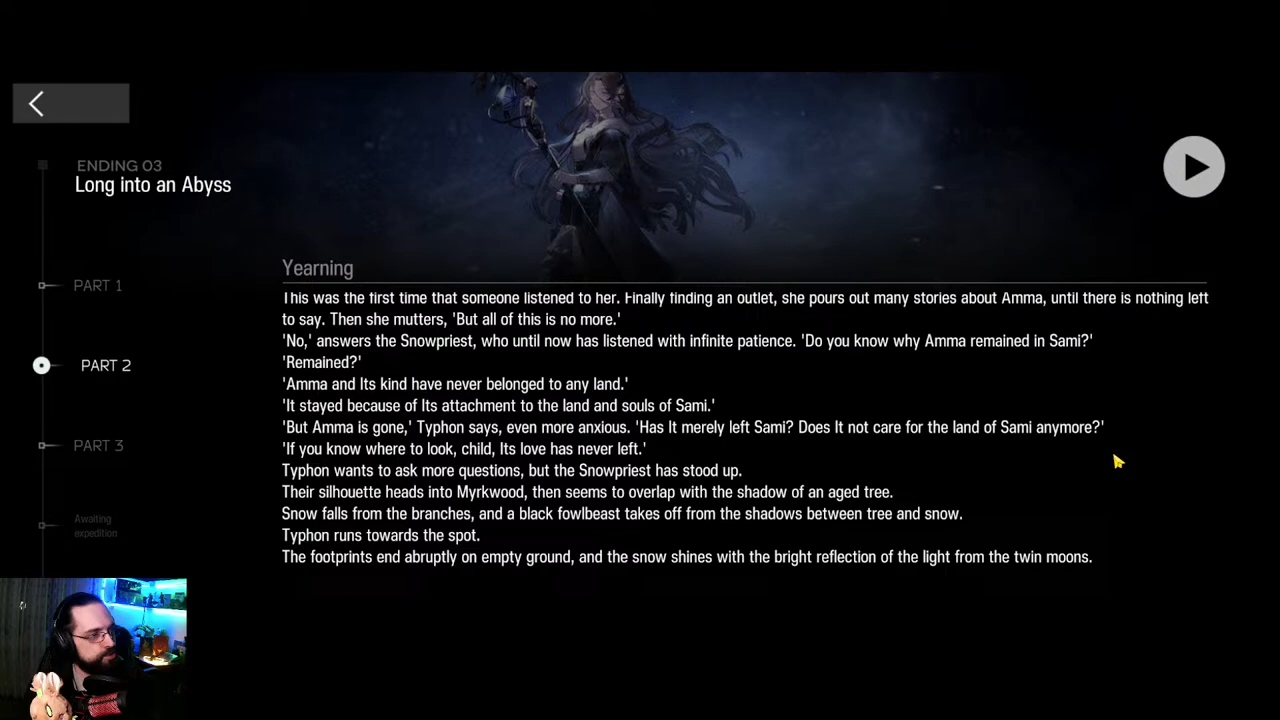 ENDING 03
Long into an Abyss
PART 1
PART 2
PART 3
Awaiting
expedition
Yearning
This was the first time that someone listened to her. Finally finding an outlet, she pours out many stories about Amma, until there is nothing left
to say. Then she mutters, 'But all of this is no more.'
'No,' answers the Snowpriest, who until now has listened with infinite patience. 'Do you know why Amma remained in Sami?'
'Remained?'
'Amma and Its kind have never belonged to any land.'
'It stayed because of Its attachment to the land and souls of Sami.'
'But Amma is gone,' Typhon says, even more anxious. 'Has It merely left Sami? Does It not care for the land of Sami anymore?'
'If you know where to look, child, Its love has never left.'
Typhon wants to ask more questions, but the Snowpriest has stood up.
Their silhouette heads into Myrkwood, then seems to overlap with the shadow of an aged tree.
Snow falls from the branches, and a black fowlbeast takes off from the shadows between tree and snow.
Typhon runs towards the spot.
The footprints end abruptly on empty ground, and the snow shines with the bright reflection of the light from the twin moons.